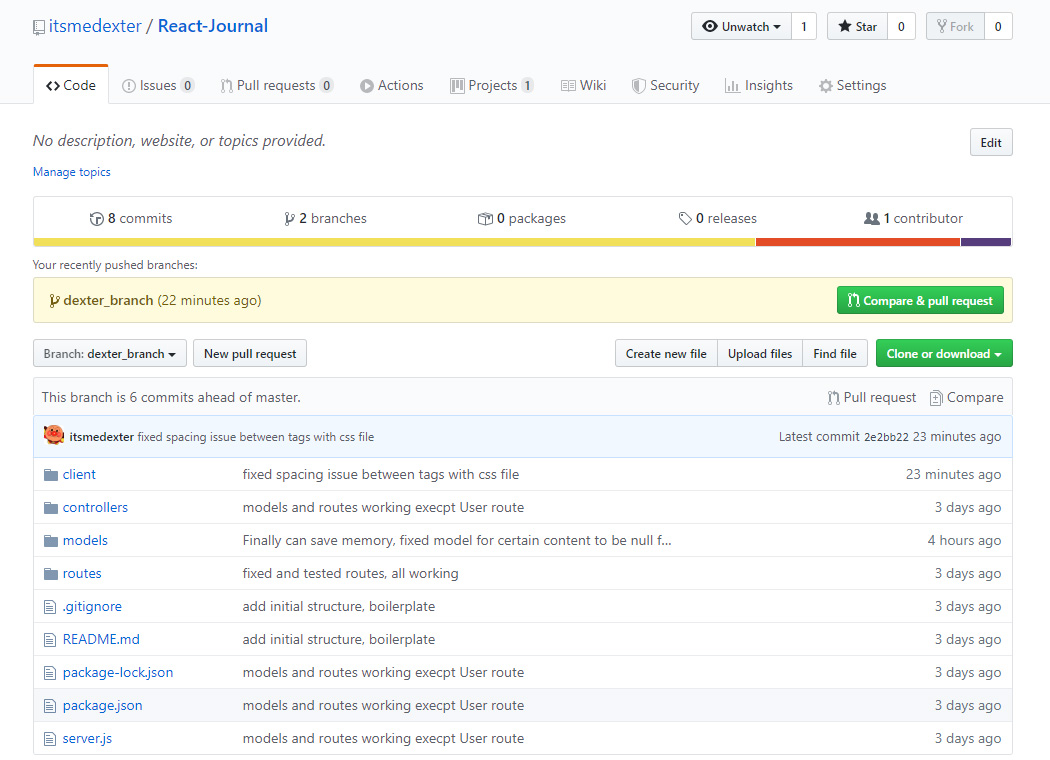 itsmedexter / React-Journal
Unwatch 1 Star 0 Fork 0
Code Issues 0 Pull requests 0 Actions Projects 1 Wiki Security Insights Settings
No description, website, or topics provided. Edit
Manage topics
8 commits 2 branches 0 packages 0 releases 1 contributor
Your recently pushed branches:
dexter_branch (22 minutes ago) Compare & pull request
Branch: dexter_branch New pull request Create new file Upload files Find file Clone or download
This branch is 6 commits ahead of master. Pull request Compare
itsmedexter fixed spacing issue between tags with css file Latest commit 2e2bb22 23 minutes ago
client fixed spacing issue between tags with css file 23 minutes ago
controllers models and routes working execpt User route 3 days ago
models Finally can save memory, fixed model for certain content to be null f... 4 hours ago
routes fixed and tested routes, all working 3 days ago
.gitignore add initial structure, boilerplate 3 days ago
README.md add initial structure, boilerplate 3 days ago
package-lock.json models and routes working execpt User route 3 days ago
package.json models and routes working execpt User route 3 days ago
server.js models and routes working execpt User route 3 days ago